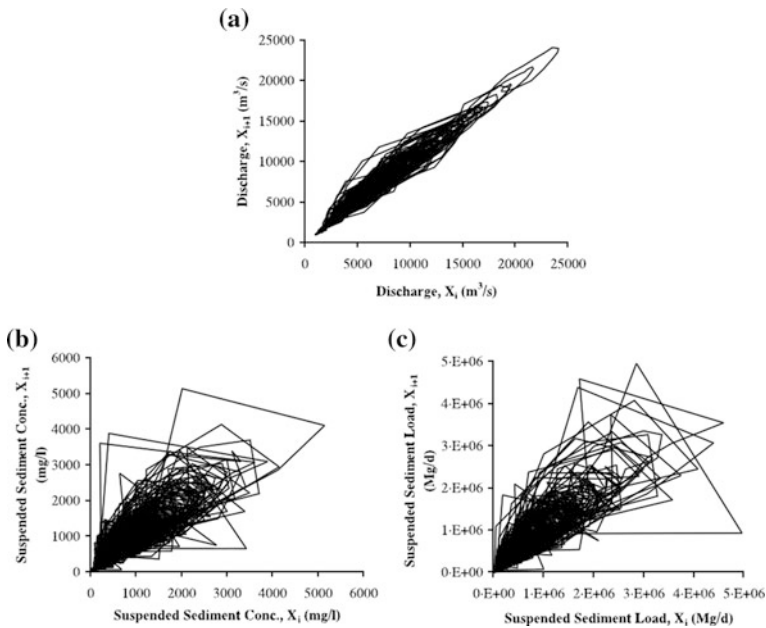 (a)
25000
20000
15000
10000
5000
0
Discharge, Xi+1 (m3/s)
0 5000 10000 15000 20000 25000
Discharge, Xi (m3/s)
(b)
6000
5000
4000
3000
2000
1000
0
Suspended Sediment Conc., Xi+1
(mg/l)
0 1000 2000 3000 4000 5000 6000
Suspended Sediment Conc., Xi (mg/l)
(c)
5·E+06
4·E+06
3·E+06
2·E+06
1·E+06
0·E+00
Suspended Sediment Load, Xi+1
(Mg/d)
0·E+00 1·E+06 2·E+06 3·E+06 4·E+06 5·E+06
Suspended Sediment Load, Xi (Mg/d)